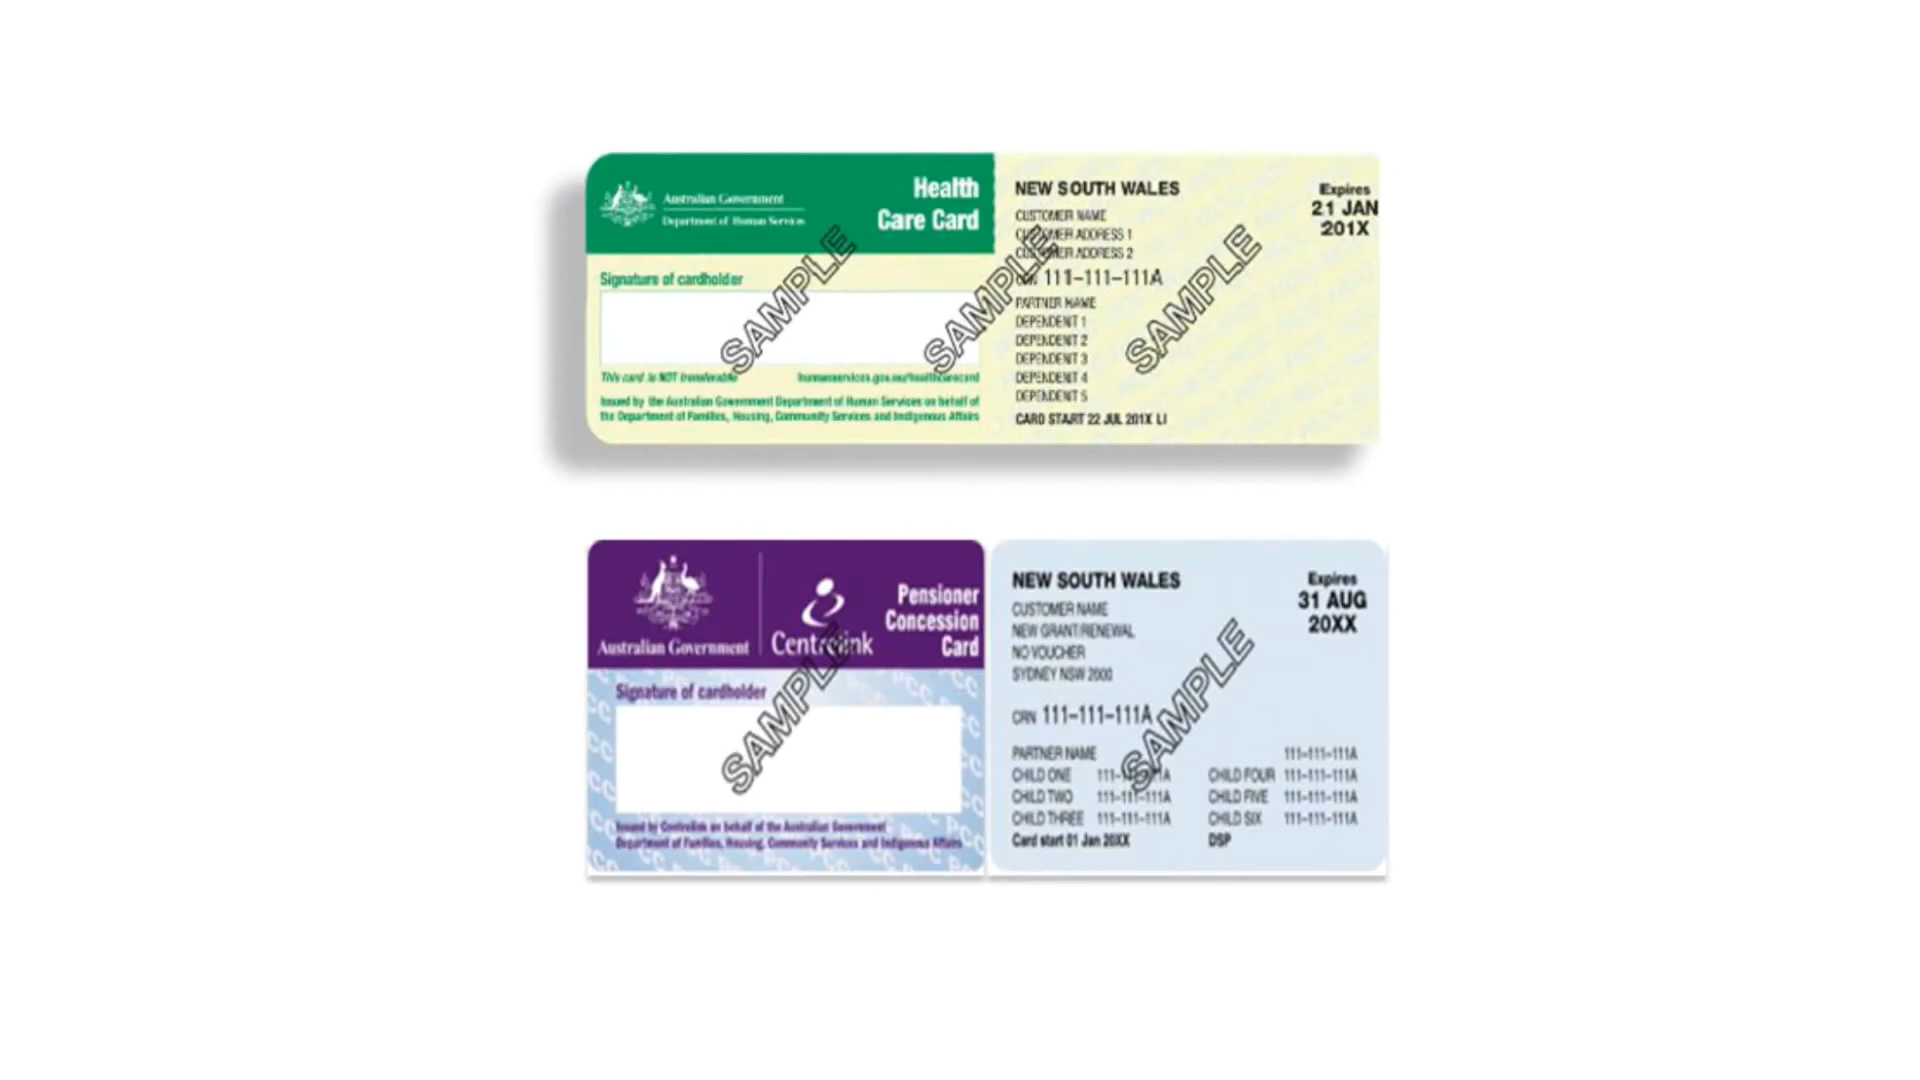 Australian Government
Department of Human Services
Health
Care Card
Signature of cardholder
This card is NOT transferable
humanservices.gov.au/healthcarecard
Issued by the Australian Government Department of Human Services on behalf of
the Department of Families, Housing, Community Services and Indigenous Affairs
NEW SOUTH WALES
CUSTOMER NAME
CUSTOMER ADDRESS 1
CUSTOMER ADDRESS 2
CRN 111-111-111A
PARTNER NAME
DEPENDENT 1
DEPENDENT 2
DEPENDENT 3
DEPENDENT 4
DEPENDENT 5
CARD START 22 JUL 201X LI
Expires
21 JAN
201X
SAMPLE
SAMPLE
SAMPLE
Australian Government
Centrelink
Pensioner
Concession
Card
Signature of cardholder
Issued by Centrelink on behalf of the Australian Government
Department of Families, Housing, Community Services and Indigenous Affairs
NEW SOUTH WALES
CUSTOMER NAME
NEW GRANT/RENEWAL
NO VOUCHER
SYDNEY NSW 2000
CRN 111-111-111A
Expires
31 AUG
20XX
PARTNER NAME 111-111-111A
CHILD ONE 111-111-111A CHILD FOUR 111-111-111A
CHILD TWO 111-111-111A CHILD FIVE 111-111-111A
CHILD THREE 111-111-111A CHILD SIX 111-111-111A
Card start 01 Jan 20XX DSP
SAMPLE
SAMPLE